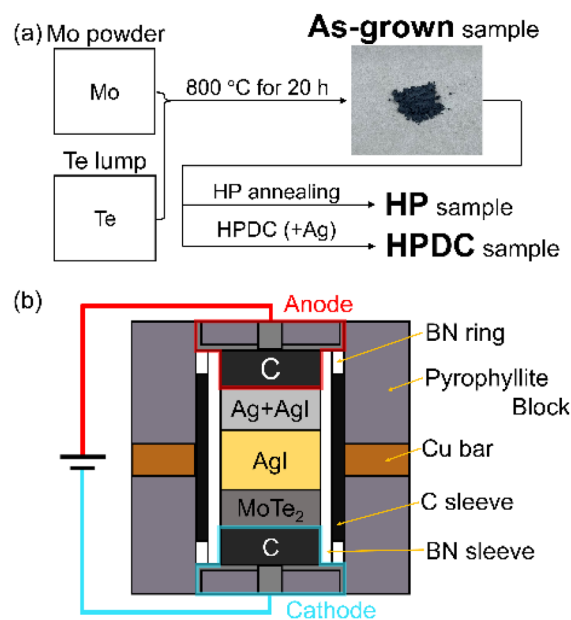 (a) Mo powder
As-grown sample
Mo
800 °C for 20 h
Te lump
Te
HP annealing
HP sample
HPDC (+Ag)
HPDC sample
(b)
Anode
BN ring
C
Pyrophyllite
Block
Ag+AgI
AgI
Cu bar
MoTe₂
C sleeve
C
BN sleeve
Cathode